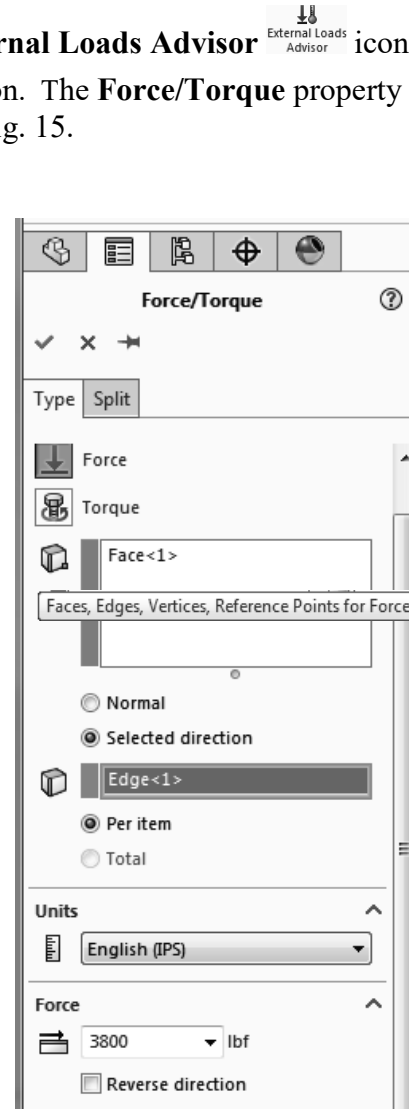 rnal Loads Advisor External Loads Advisor icon
on. The Force/Torque property
g. 15.
Force/Torque
Type Split
Force
Torque
Face<1>
Faces, Edges, Vertices, Reference Points for Force
Normal
Selected direction
Edge<1>
Per item
Total
Units
English (IPS)
Force
3800 lbf
Reverse direction